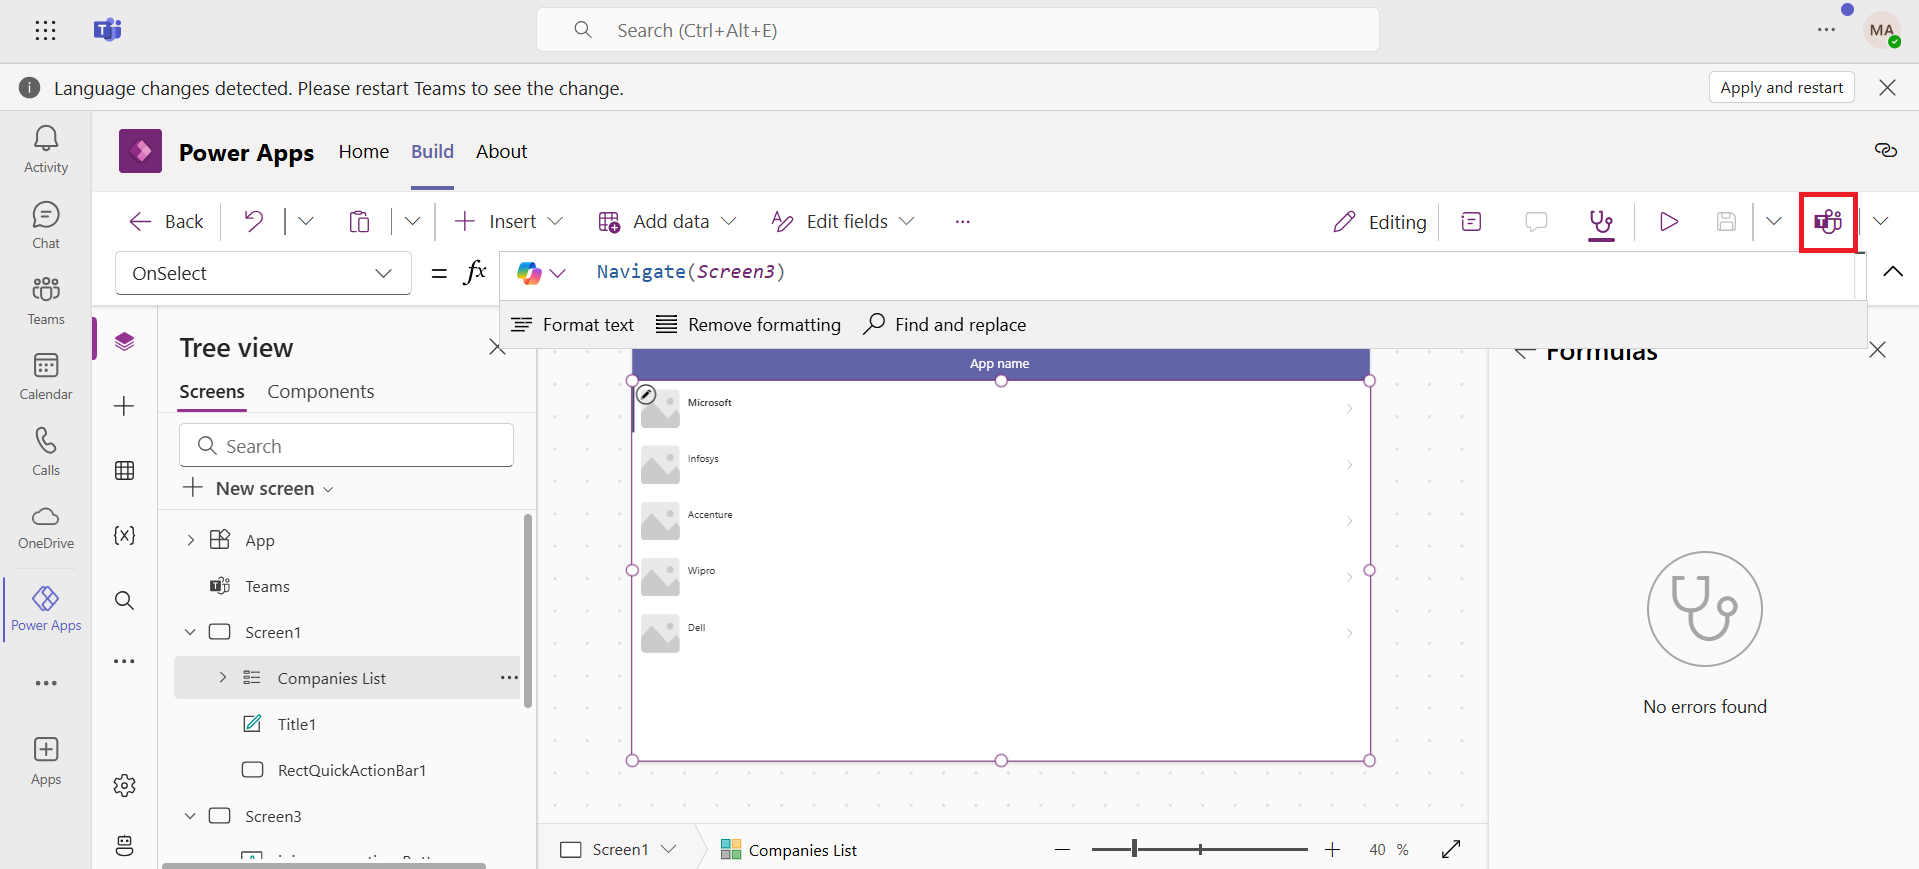 Search (Ctrl+Alt+E)
MA
Language changes detected. Please restart Teams to see the change.
Apply and restart
Activity
Chat
Teams
Calendar
Calls
OneDrive
Power Apps
Apps
Power Apps
Home
Build
About
Back
Insert
Add data
Edit fields
Editing
OnSelect
= fx
Navigate(Screen3)
Format text
Remove formatting
Find and replace
Tree view
Screens
Components
Search
New screen
App
Teams
Screen1
Companies List
Title1
RectQuickActionBar1
Screen3
App name
Microsoft
Infosys
Accenture
Wipro
Dell
Screen1
Companies List
40 %
Formulas
No errors found